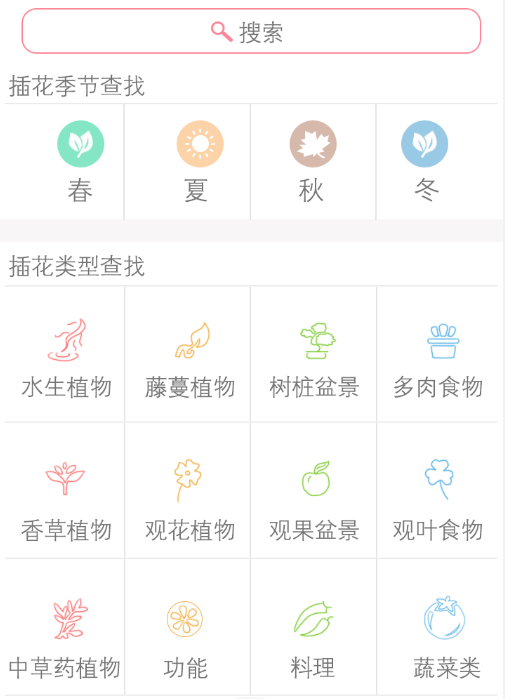 搜索
插花季节查找
春 夏 秋 冬
插花类型查找
水生植物 藤蔓植物 树桩盆景 多肉食物
香草植物 观花植物 观果盆景 观叶食物
中草药植物 功能 料理 蔬菜类